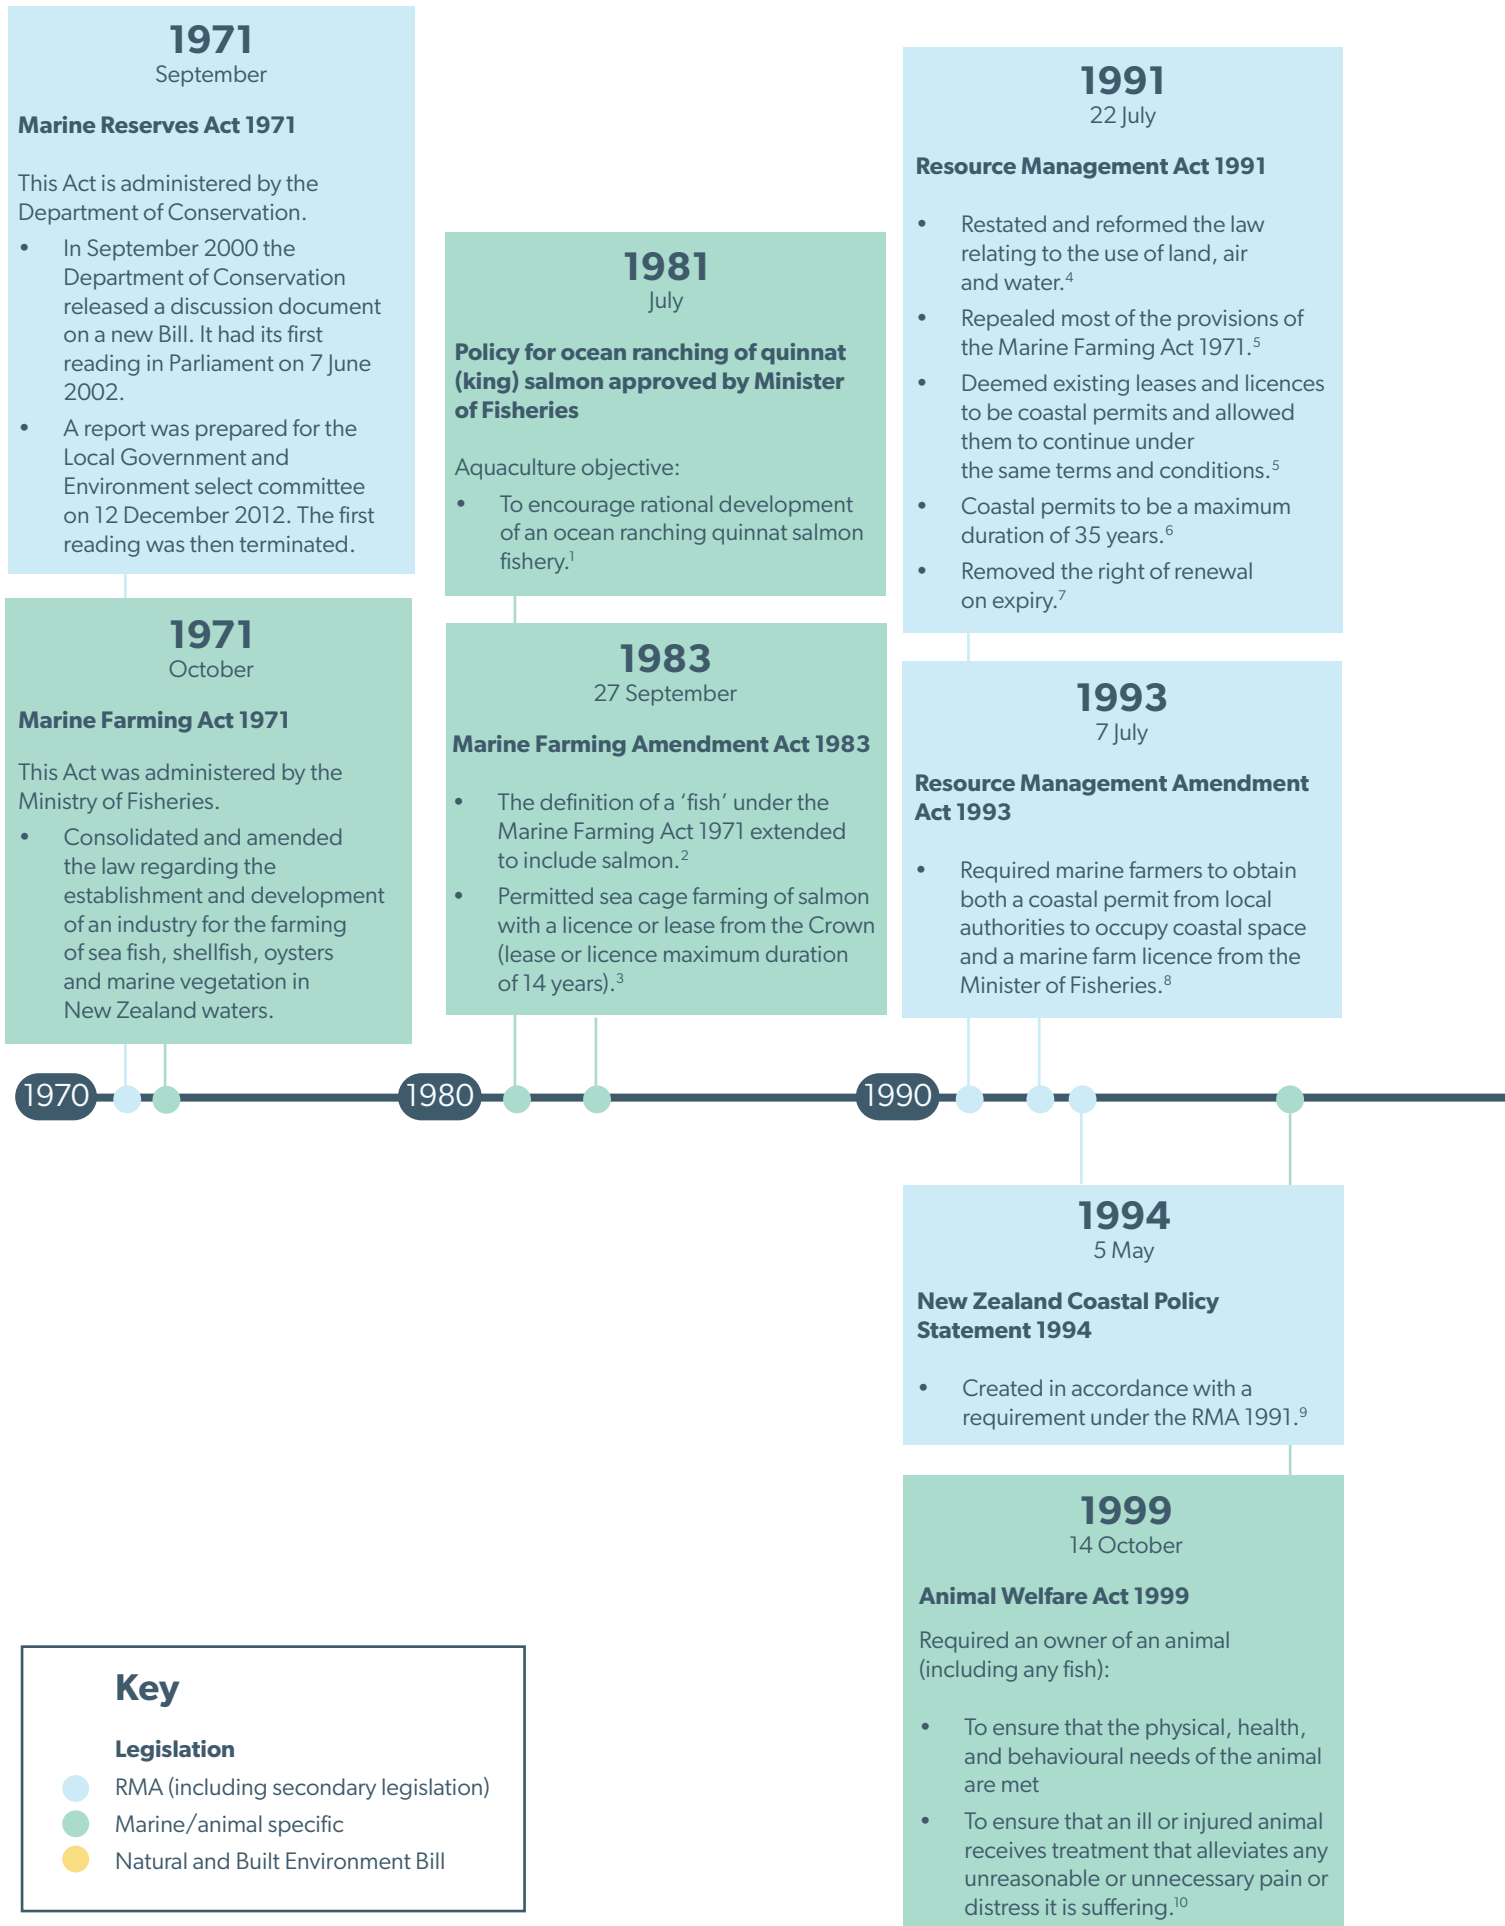 1971
September
Marine Reserves Act 1971
This Act is administered by the
Department of Conservation.
• In September 2000 the
Department of Conservation
released a discussion document
on a new Bill. It had its first
reading in Parliament on 7 June
2002.
• A report was prepared for the
Local Government and
Environment select committee
on 12 December 2012. The first
reading was then terminated.
1971
October
Marine Farming Act 1971
This Act was administered by the
Ministry of Fisheries.
• Consolidated and amended
the law regarding the
establishment and development
of an industry for the farming
of sea fish, shellfish, oysters
and marine vegetation in
New Zealand waters.
1981
July
Policy for ocean ranching of quinnat
(king) salmon approved by Minister
of Fisheries
Aquaculture objective:
• To encourage rational development
of an ocean ranching quinnat salmon
fishery.1
1983
27 September
Marine Farming Amendment Act 1983
• The definition of a ‘fish’ under the
Marine Farming Act 1971 extended
to include salmon.2
• Permitted sea cage farming of salmon
with a licence or lease from the Crown
(lease or licence maximum duration
of 14 years).3
1991
22 July
Resource Management Act 1991
• Restated and reformed the law
relating to the use of land, air
and water.4
• Repealed most of the provisions of
the Marine Farming Act 1971.5
• Deemed existing leases and licences
to be coastal permits and allowed
them to continue under
the same terms and conditions.5
• Coastal permits to be a maximum
duration of 35 years.6
• Removed the right of renewal
on expiry.7
1993
7 July
Resource Management Amendment
Act 1993
• Required marine farmers to obtain
both a coastal permit from local
authorities to occupy coastal space
and a marine farm licence from the
Minister of Fisheries.8
1970
1980
1990
1994
5 May
New Zealand Coastal Policy
Statement 1994
• Created in accordance with a
requirement under the RMA 1991.9
1999
14 October
Animal Welfare Act 1999
Required an owner of an animal
(including any fish):
• To ensure that the physical, health,
and behavioural needs of the animal
are met
• To ensure that an ill or injured animal
receives treatment that alleviates any
unreasonable or unnecessary pain or
distress it is suffering.10
Key
Legislation
RMA (including secondary legislation)
Marine/animal specific
Natural and Built Environment Bill